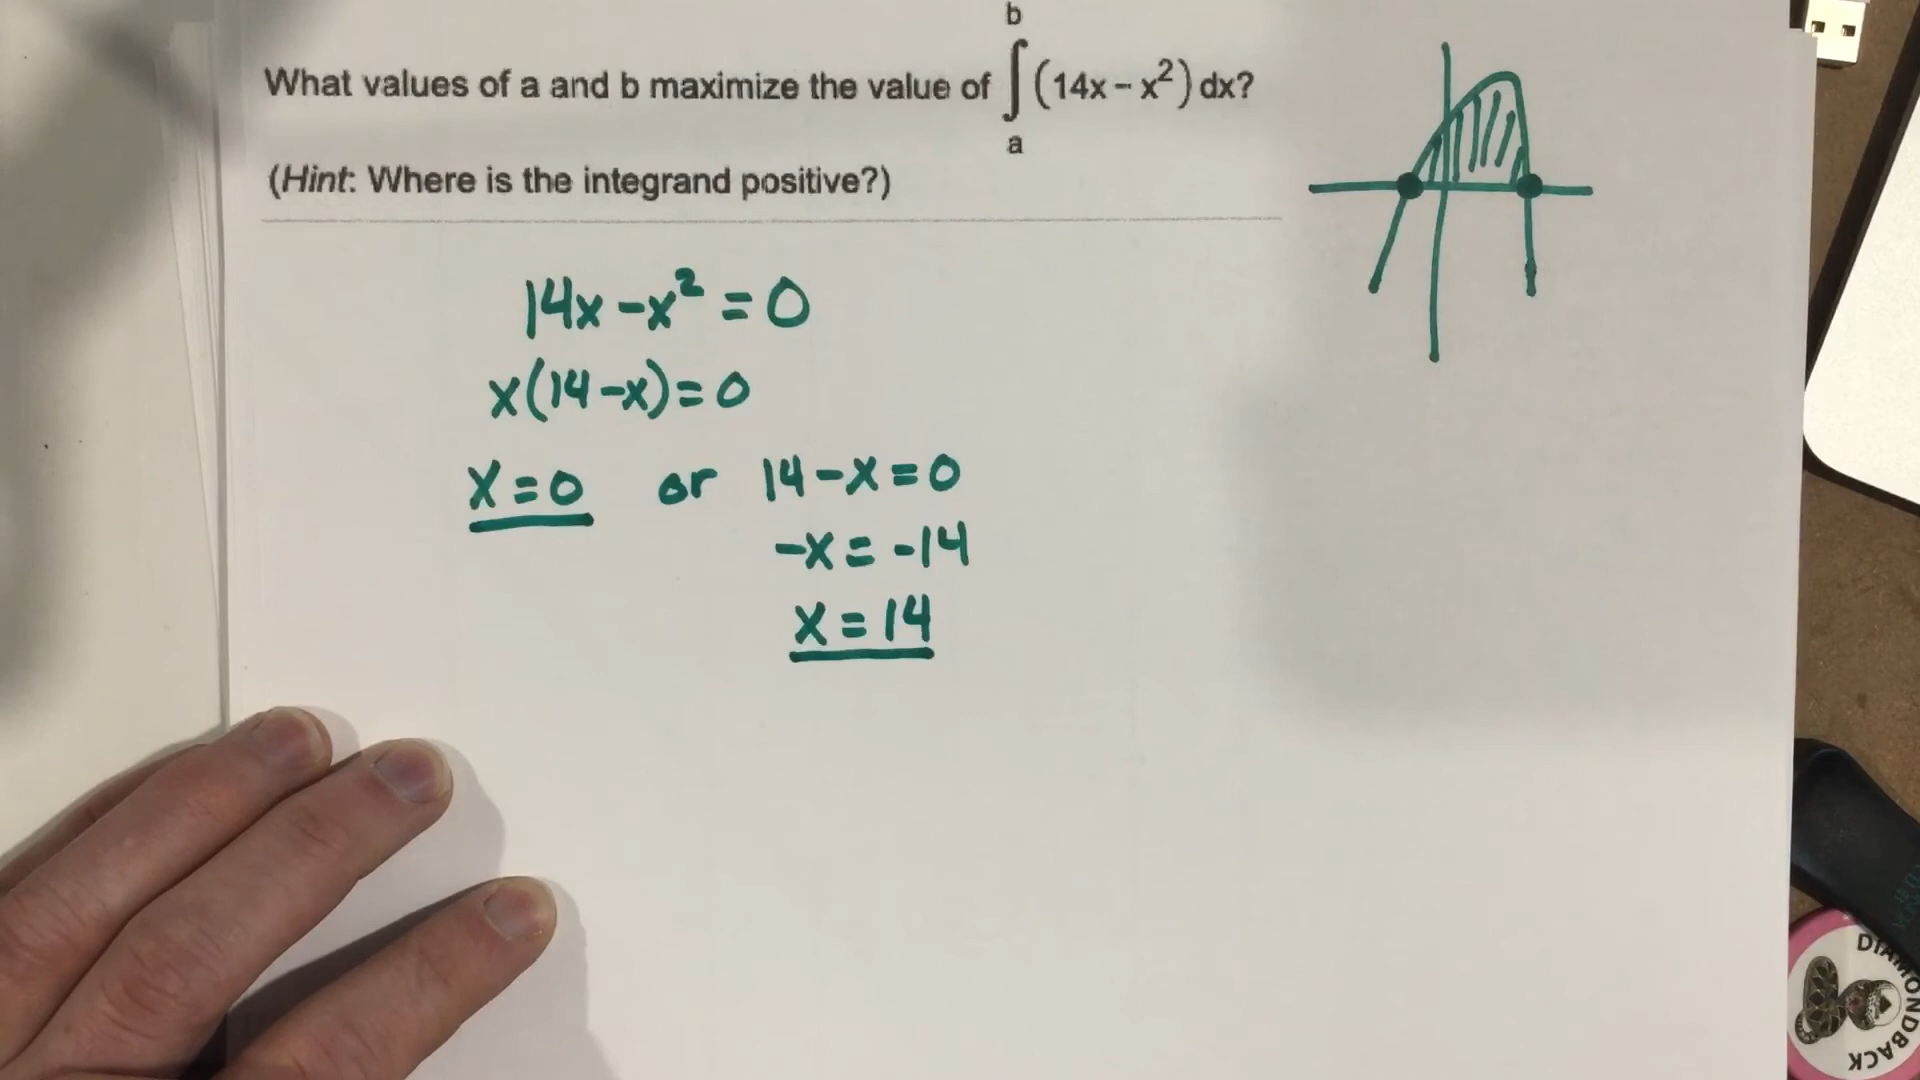 What values of a and b maximize the value of ∫ₐᵇ (14x − x²) dx?
(Hint: Where is the integrand positive?)
14x − x² = 0
x(14 − x) = 0
x = 0 or 14 − x = 0
−x = −14
x = 14
DIAMONDBACK